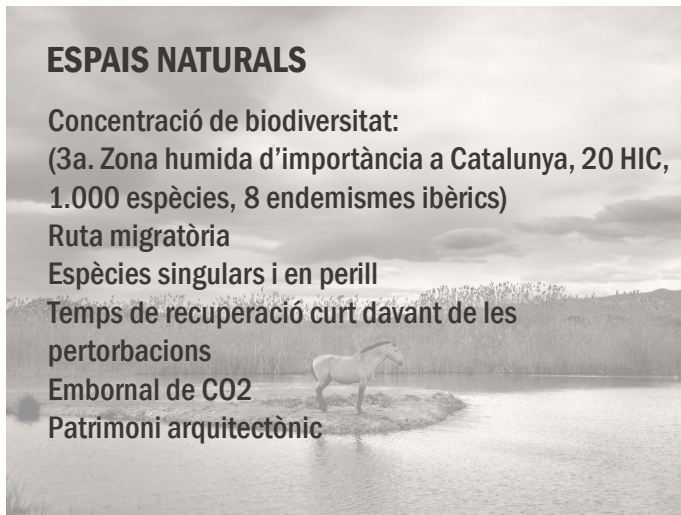 ESPAIS NATURALS
Concentració de biodiversitat:
(3a. Zona humida d’importància a Catalunya, 20 HIC,
1.000 espècies, 8 endemismes ibèrics)
Ruta migratòria
Espècies singulars i en perill
Temps de recuperació curt davant de les
pertorbacions
Embornal de CO2
Patrimoni arquitectònic